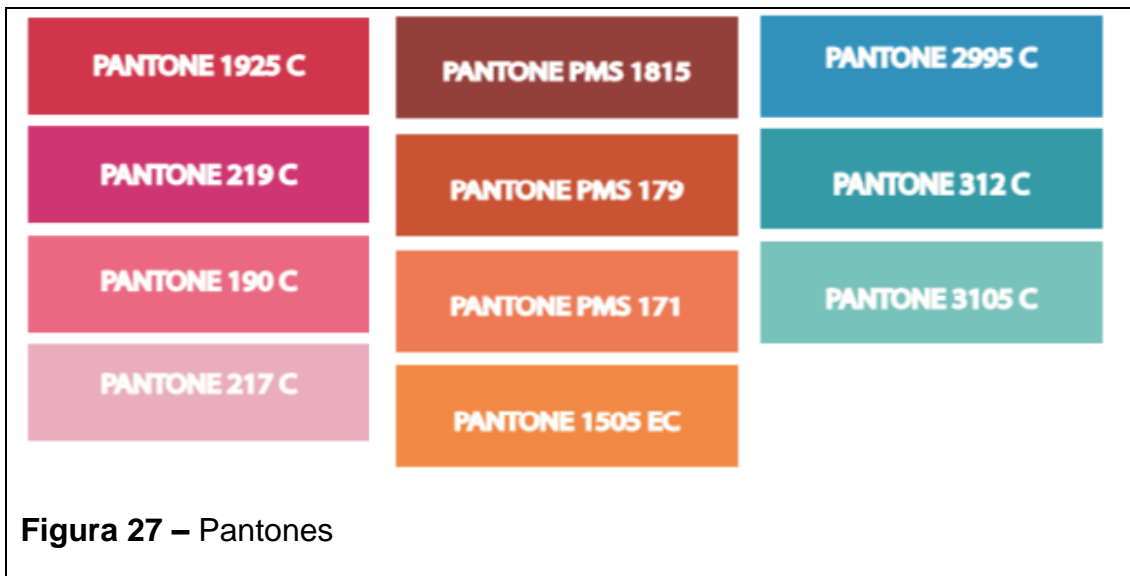 PANTONE 1925 C
PANTONE 219 C
PANTONE 190 C
PANTONE 217 C
PANTONE PMS 1815
PANTONE PMS 179
PANTONE PMS 171
PANTONE 1505 EC
PANTONE 2995 C
PANTONE 312 C
PANTONE 3105 C
Figura 27 – Pantones